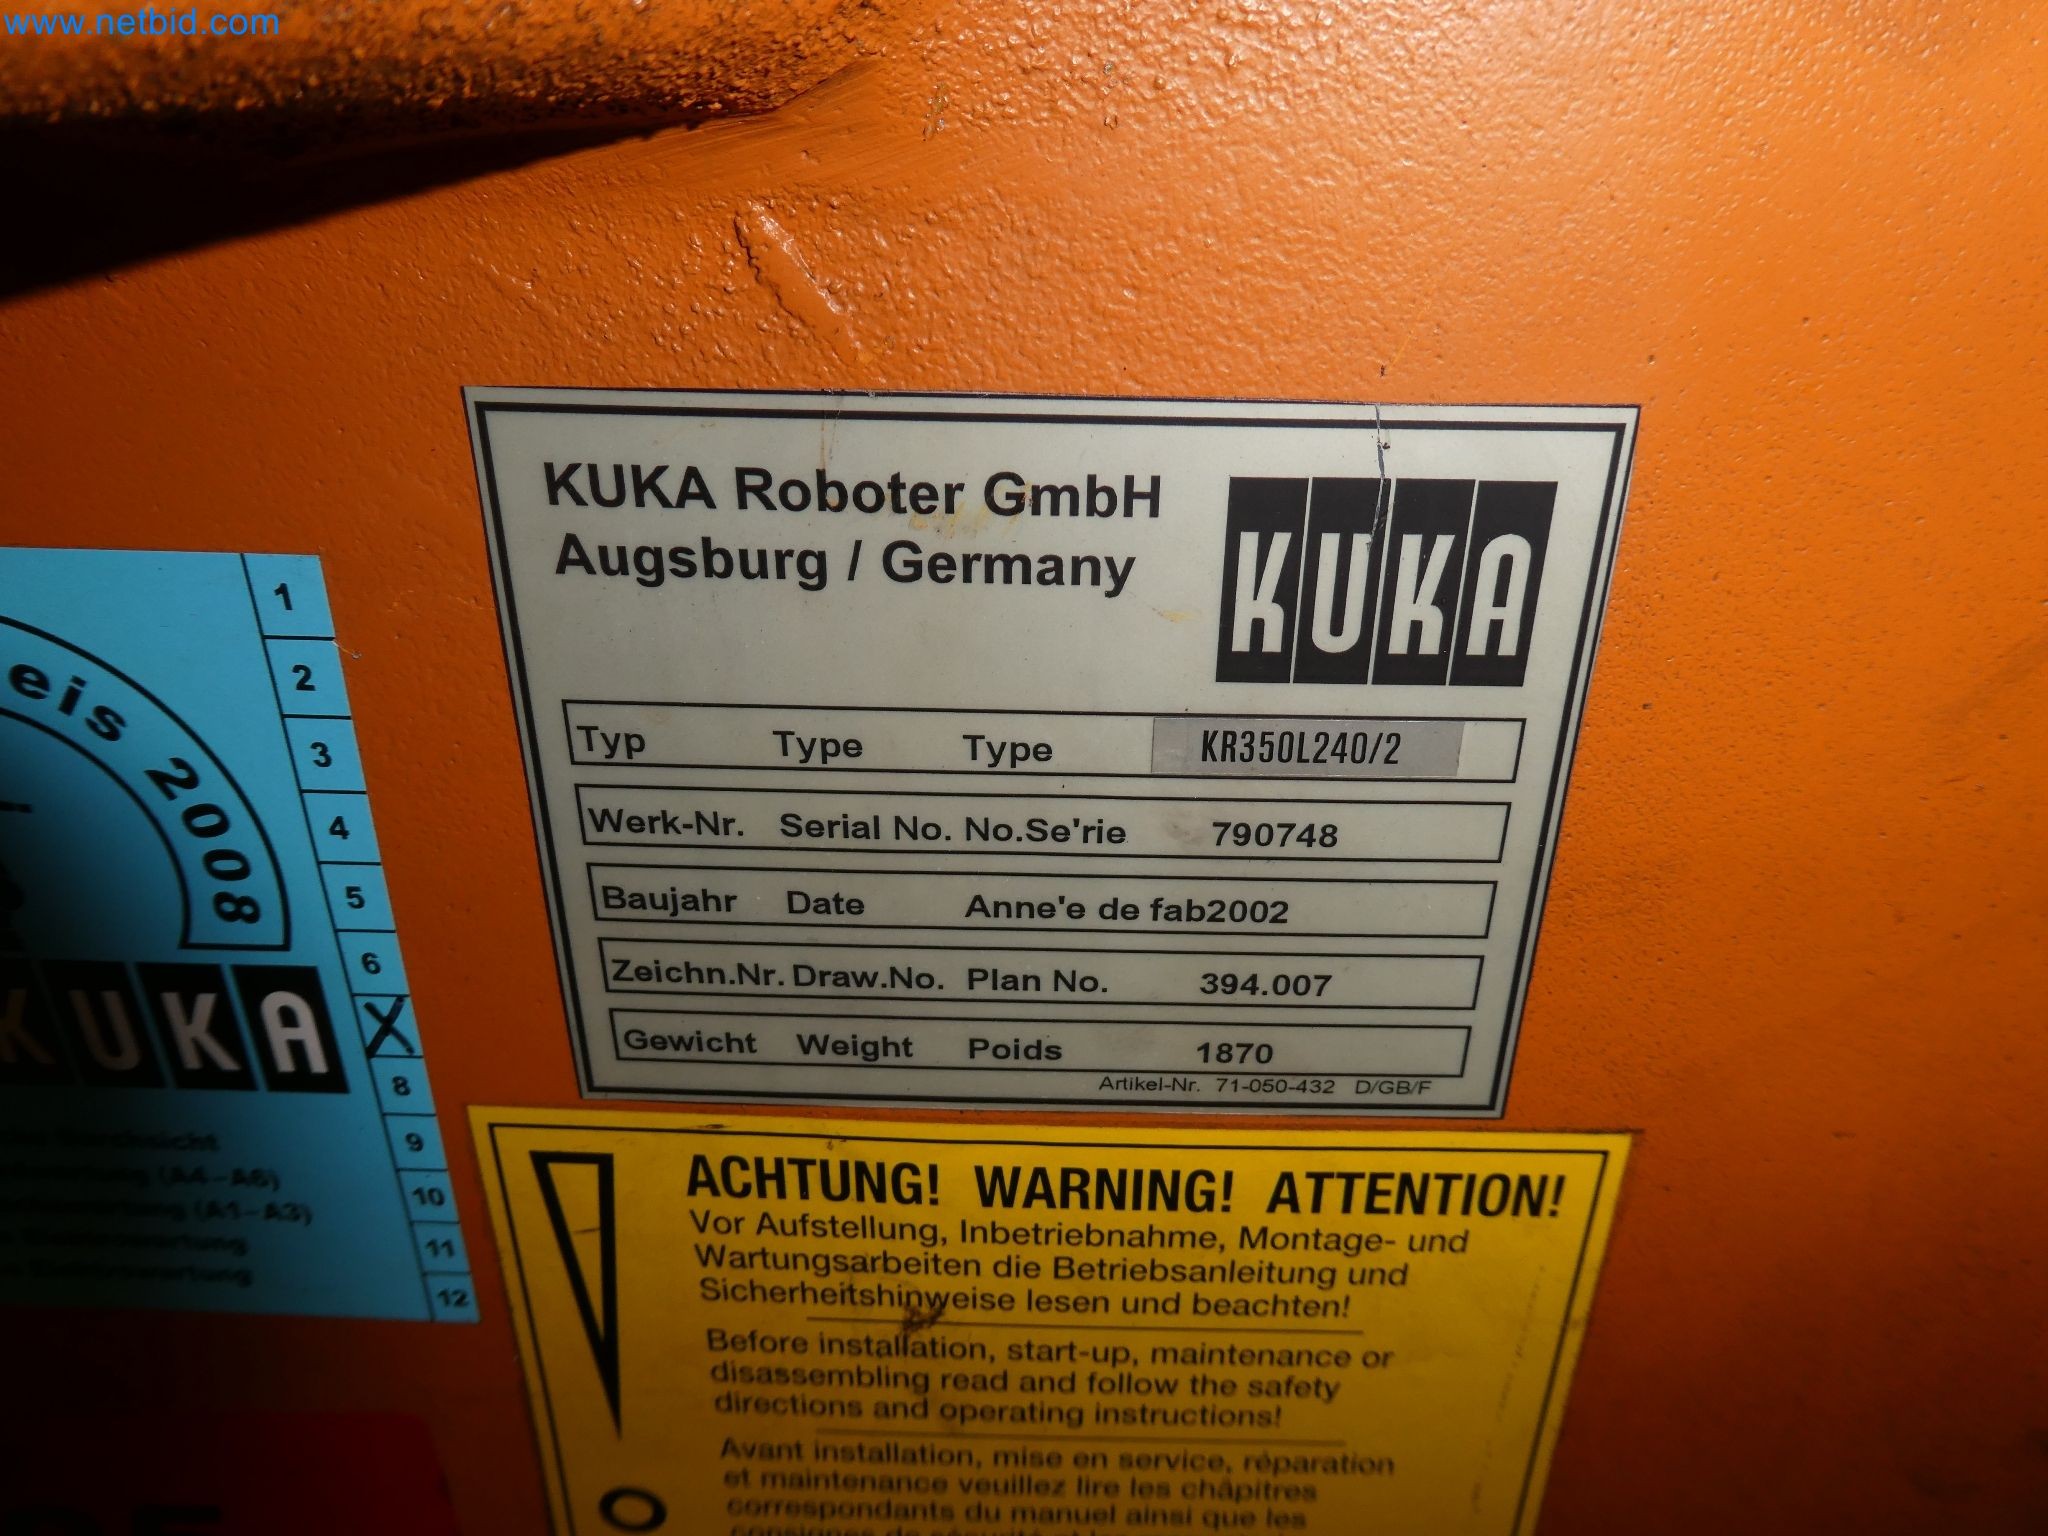 www.netbid.com
KUKA Roboter GmbH
Augsburg / Germany
KUKA
Typ Type Type KR350L240/2
Werk-Nr. Serial No. No.Se'rie 790748
Baujahr Date Anne'e de fab2002
Zeichn.Nr. Draw.No. Plan No. 394.007
Gewicht Weight Poids 1870
Artikel-Nr. 71-050-432 D/GB/F
eis 2008
1
2
3
4
5
6
X
8
9
10
11
12
KUKA
(A4-A6)
(A1-A3)
ACHTUNG! WARNING! ATTENTION!
Vor Aufstellung, Inbetriebnahme, Montage- und
Wartungsarbeiten die Betriebsanleitung und
Sicherheitshinweise lesen und beachten!
Before installation, start-up, maintenance or
disassembling read and follow the safety
directions and operating instructions!
Avant installation, mise en service, réparation
et maintenance veuillez lire les châpitres
correspondants du manuel ainsi que les